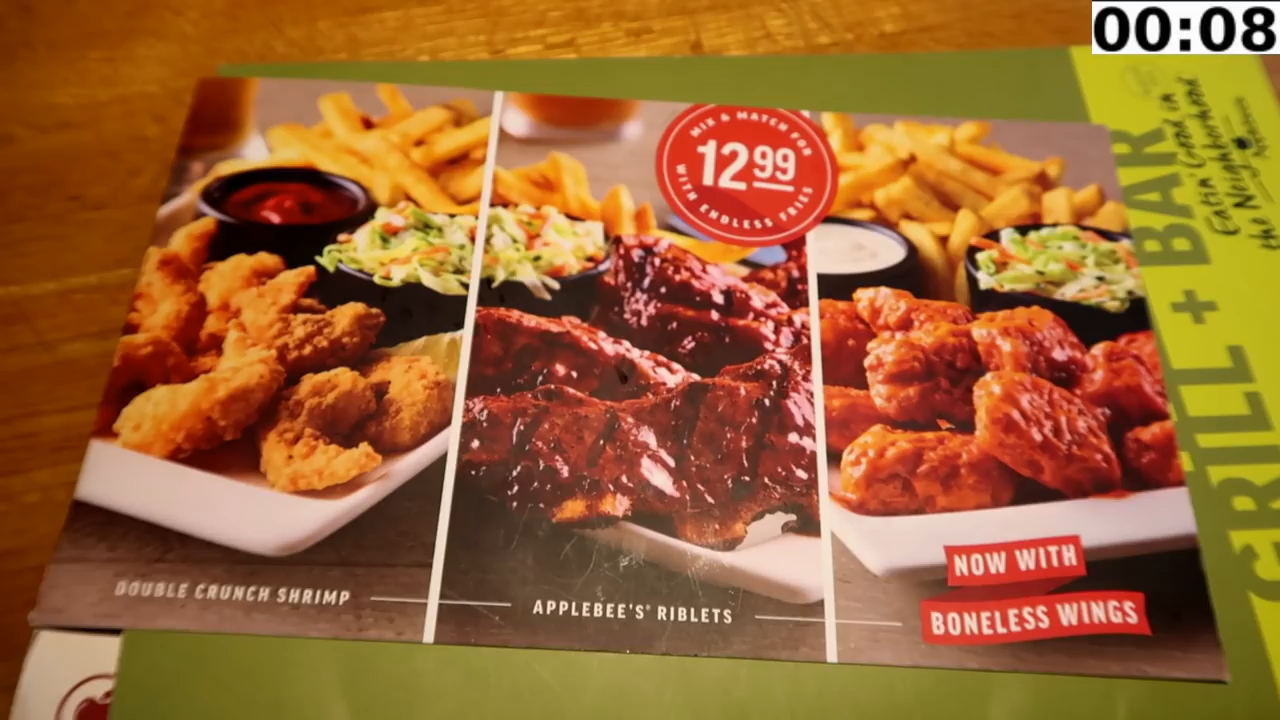 00:08
MIX & MATCH FOR
12 99
WITH ENDLESS FRIES
DOUBLE CRUNCH SHRIMP
APPLEBEE'S® RIBLETS
NOW WITH
BONELESS WINGS
GRILL + BAR
Eatin' Good in
the Neighborhood